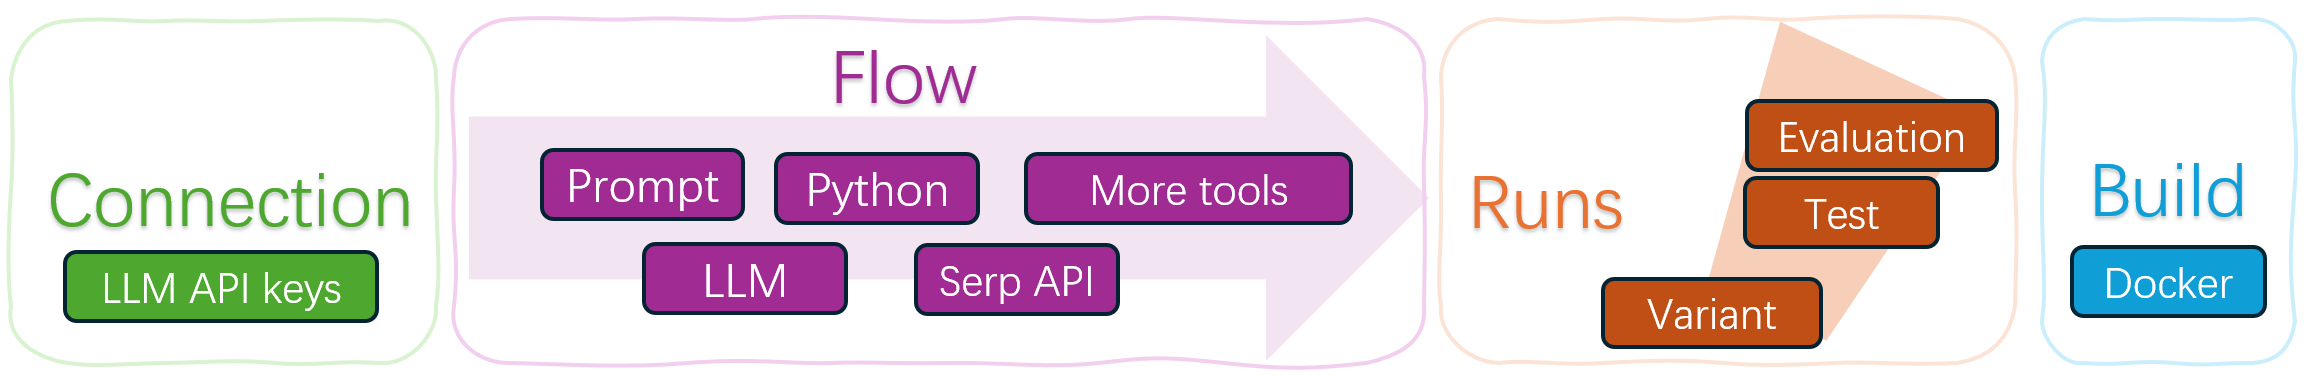 Connection
LLM API keys
Flow
Prompt
Python
More tools
LLM
Serp API
Runs
Evaluation
Test
Variant
Build
Docker